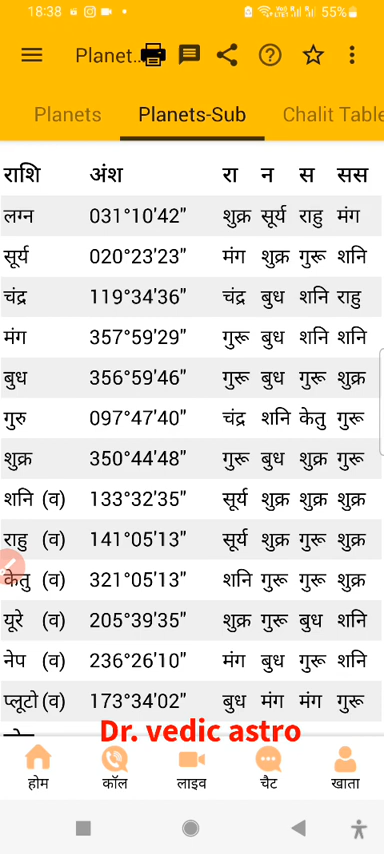 18:38 55%
Planet..
Planets Planets-Sub Chalit Table
राशि अंश रा न स सस
लग्न 031°10'42" शुक्र सूर्य राहु मंग
सूर्य 020°23'23" मंग शुक्र गुरू शनि
चंद्र 119°34'36" चंद्र बुध शनि राहु
मंग 357°59'29" गुरू बुध शनि शनि
बुध 356°59'46" गुरू बुध गुरू शुक्र
गुरु 097°47'40" चंद्र शनि केतु गुरू
शुक्र 350°44'48" गुरू बुध शुक्र गुरू
शनि (व) 133°32'35" सूर्य शुक्र शुक्र शुक्र
राहु (व) 141°05'13" सूर्य शुक्र गुरू शुक्र
केतु (व) 321°05'13" शनि गुरू गुरू शुक्र
यूरे (व) 205°39'35" शुक्र गुरू बुध शनि
नेप (व) 236°26'10" मंग बुध गुरू शनि
प्लूटो (व) 173°34'02" बुध मंग मंग गुरू
Dr. vedic astro
होम कॉल लाइव चैट खाता